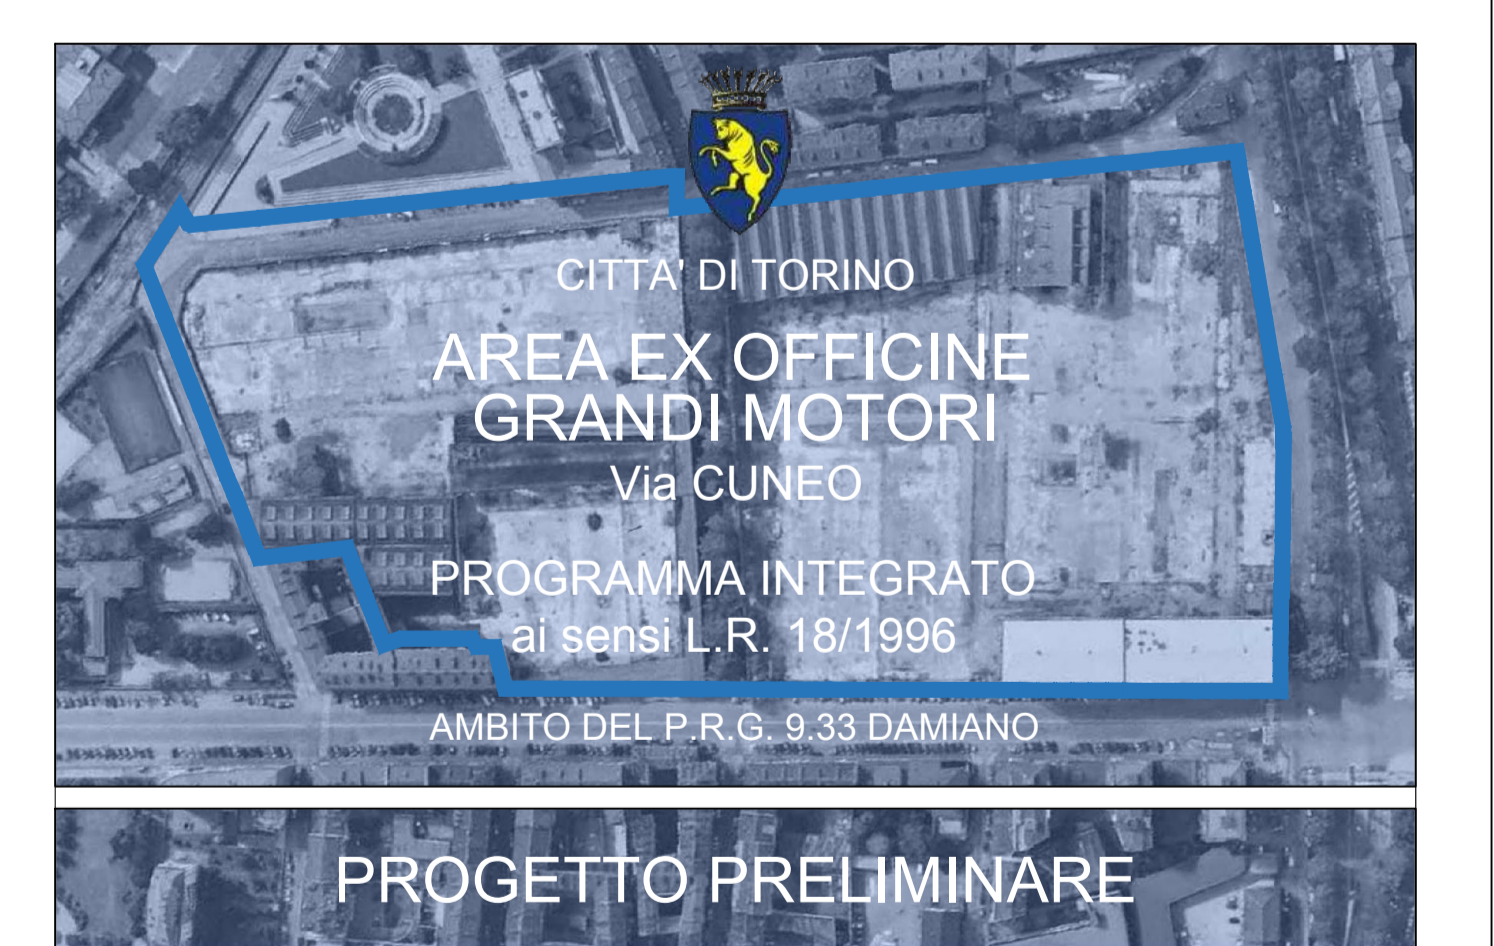 CITTA' DI TORINO
AREA EX OFFICINE
GRANDI MOTORI
Via CUNEO
PROGRAMMA INTEGRATO
ai sensi L.R. 18/1996
AMBITO DEL P.R.G. 9.33 DAMIANO
PROGETTO PRELIMINARE